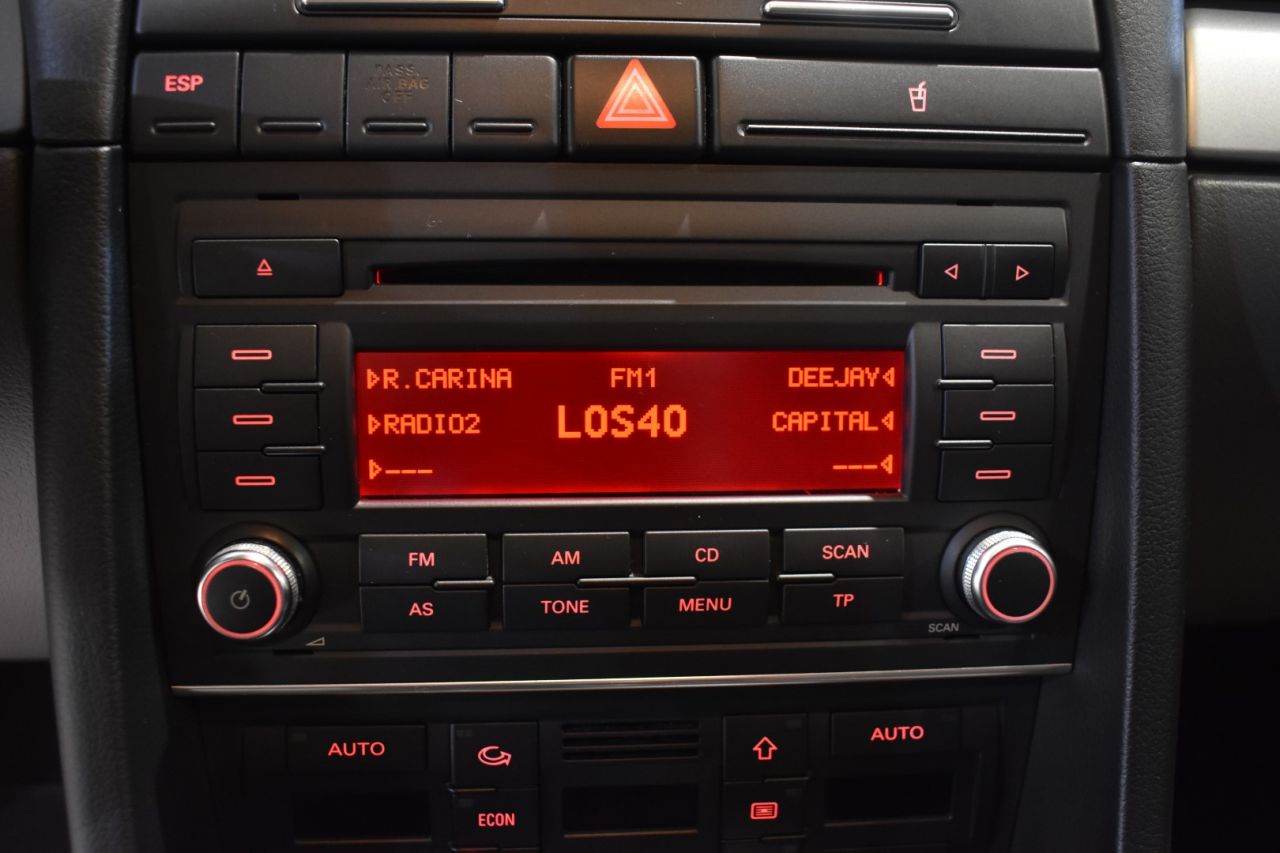 ESP
PASS.
AIR BAG
OFF
R.CARINA FM1 DEEJAY
RADIO2 LOS40 CAPITAL
--- ---
FM AM CD SCAN
AS TONE MENU TP
SCAN
AUTO AUTO
ECON